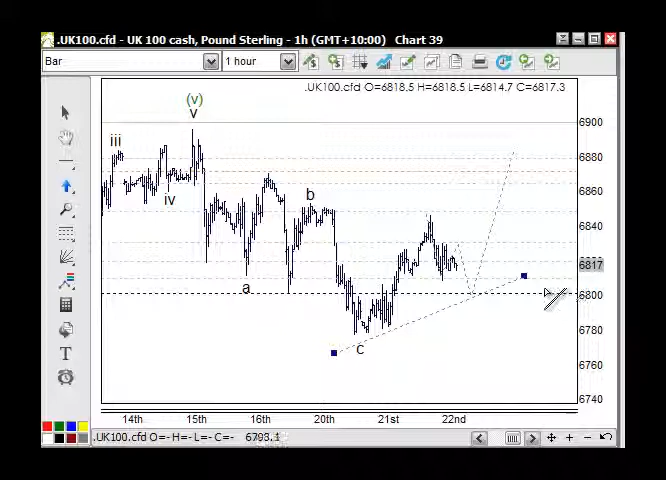 .UK100.cfd - UK 100 cash, Pound Sterling - 1h (GMT+10:00)   Chart 39
Bar
1 hour
.UK100.cfd O=6818.5 H=6818.5 L=6814.7 C=6817.3
6900
6880
6860
6840
6817
6800
6780
6760
6740
(v)
v
iii
iv
b
a
c
14th 15th 16th 20th 21st 22nd
T
.UK100.cfd O=- H=- L=- C=-